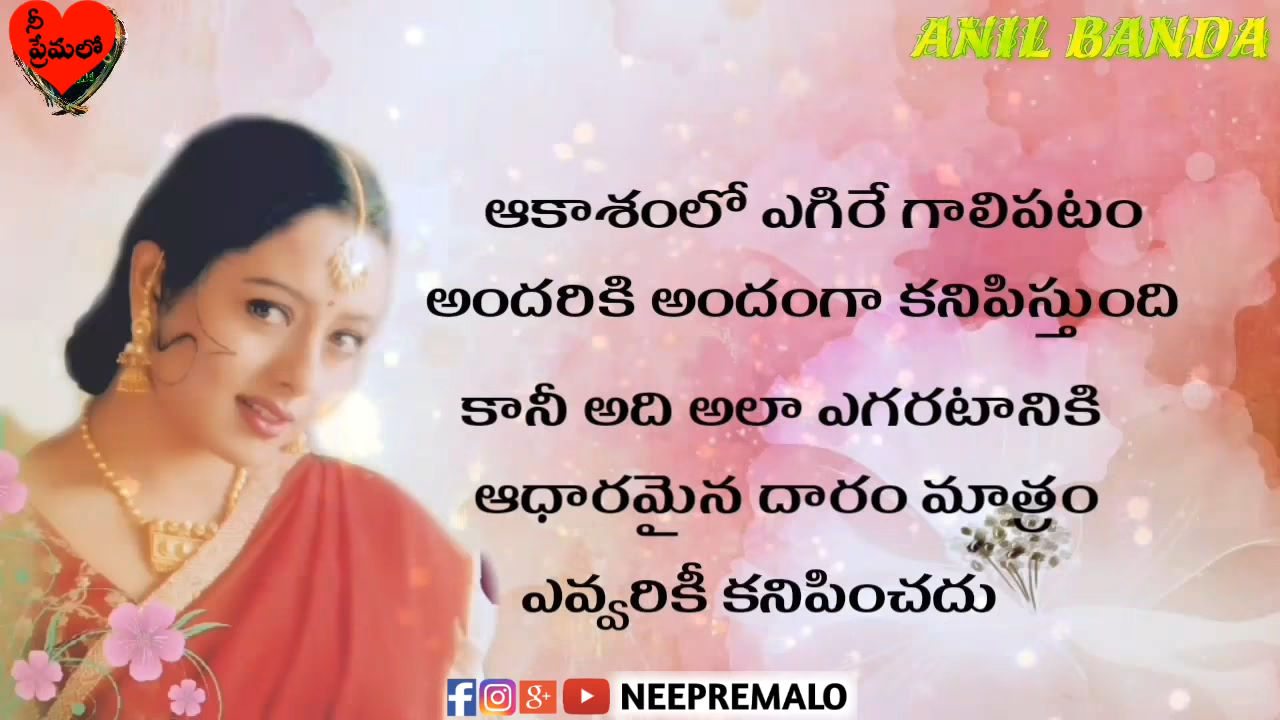 నీ
ప్రేమలో
ANIL BANDA
ఆకాశంలో ఎగిరే గాలిపటం
అందరికి అందంగా కనిపిస్తుంది
కానీ అది అలా ఎగరటానికి
ఆధారమైన దారం మాత్రం
ఎవ్వరికీ కనిపించదు
f g+ NEEPREMALO